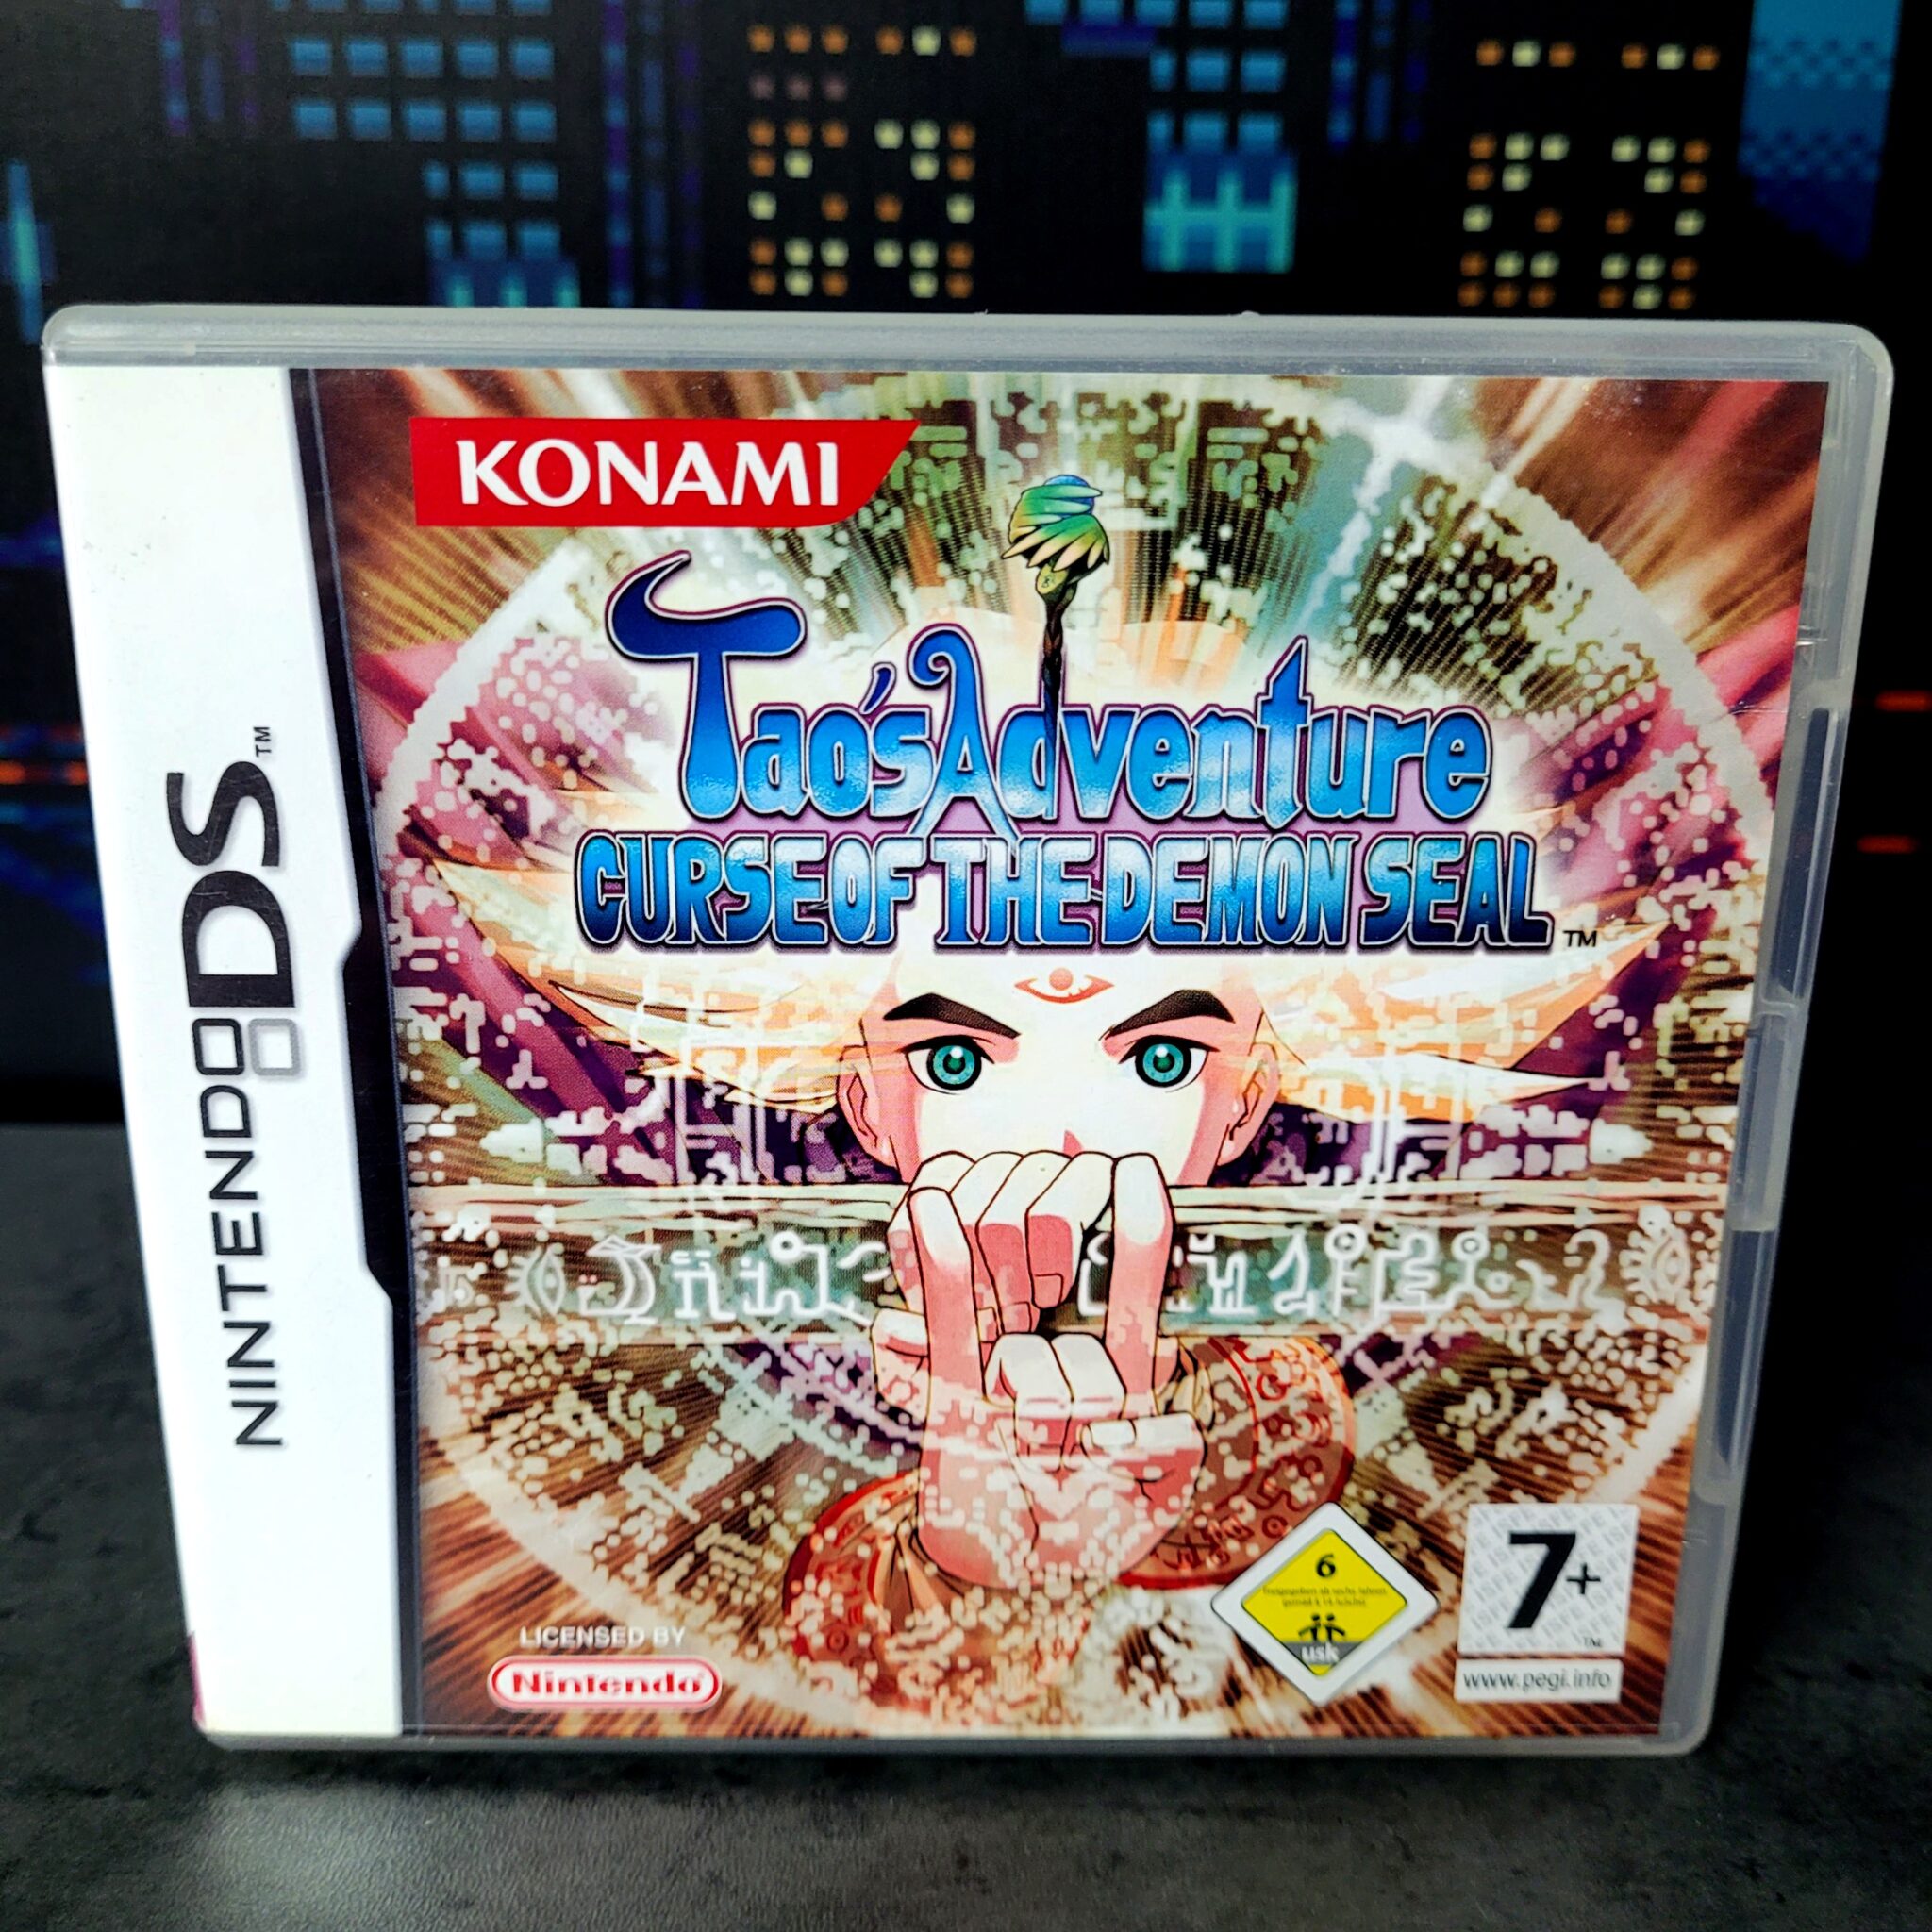 KONAMI
Tao's Adventure
CURSE OF THE DEMON SEAL ™
NINTENDO DS™
LICENSED BY
Nintendo®
6
usk
7+
™
www.pegi.info